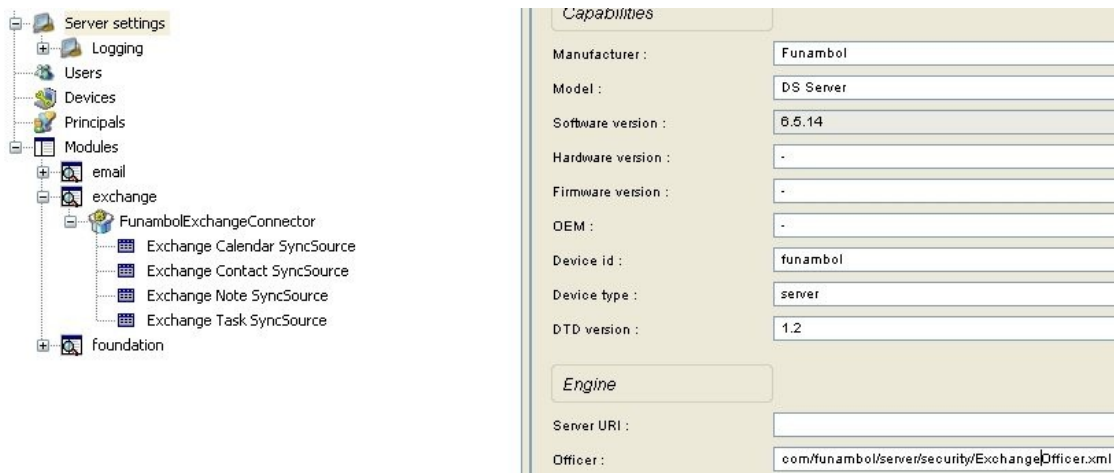 Server settings
Logging
Users
Devices
Principals
Modules
email
exchange
FunambolExchangeConnector
Exchange Calendar SyncSource
Exchange Contact SyncSource
Exchange Note SyncSource
Exchange Task SyncSource
foundation
Capabilities
Manufacturer : Funambol
Model : DS Server
Software version : 6.5.14
Hardware version : -
Firmware version : -
OEM : -
Device id : funambol
Device type : server
DTD version : 1.2
Engine
Server URI :
Officer : com/funambol/server/security/ExchangeOfficer.xml